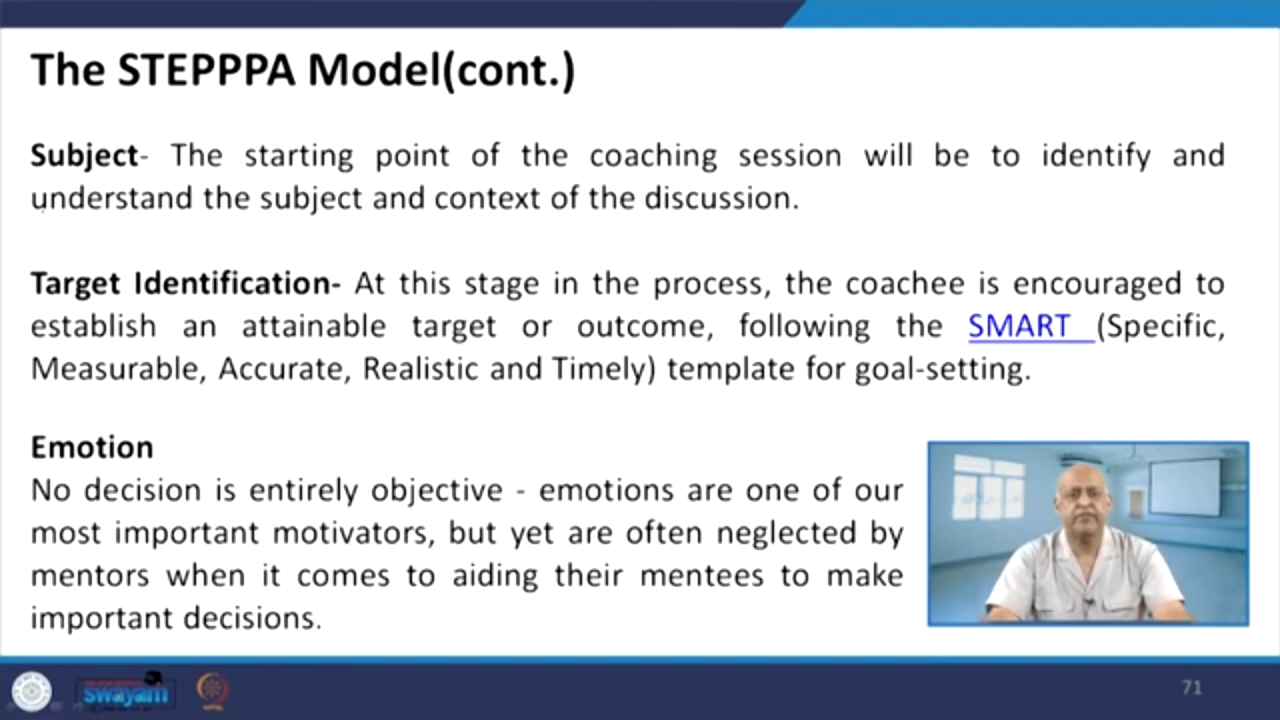 The STEPPPA Model(cont.)
Subject- The starting point of the coaching session will be to identify and
understand the subject and context of the discussion.
Target Identification- At this stage in the process, the coachee is encouraged to
establish an attainable target or outcome, following the SMART (Specific,
Measurable, Accurate, Realistic and Timely) template for goal-setting.
Emotion
No decision is entirely objective - emotions are one of our
most important motivators, but yet are often neglected by
mentors when it comes to aiding their mentees to make
important decisions.
swayam
71